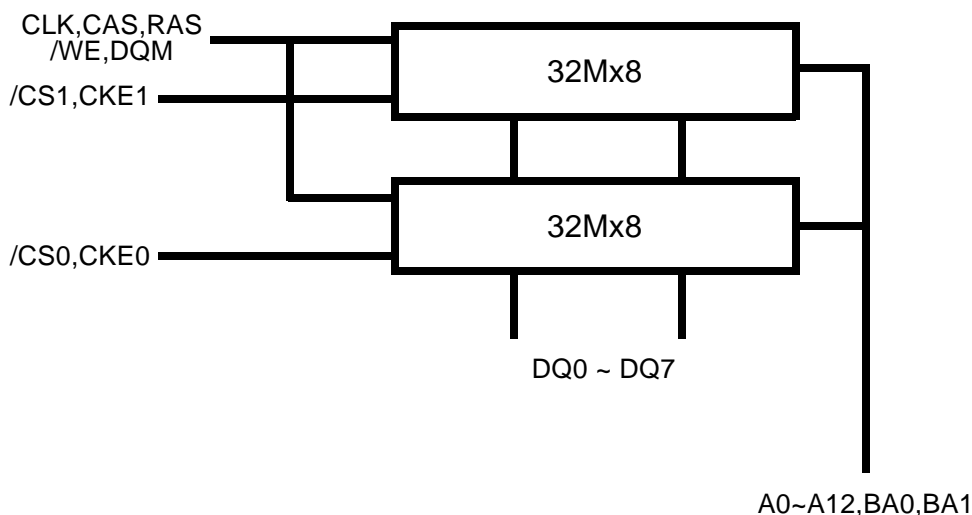 CLK,CAS,RAS
/WE,DQM
32Mx8
/CS1,CKE1
32Mx8
/CS0,CKE0
DQ0 ~ DQ7
A0~A12,BA0,BA1